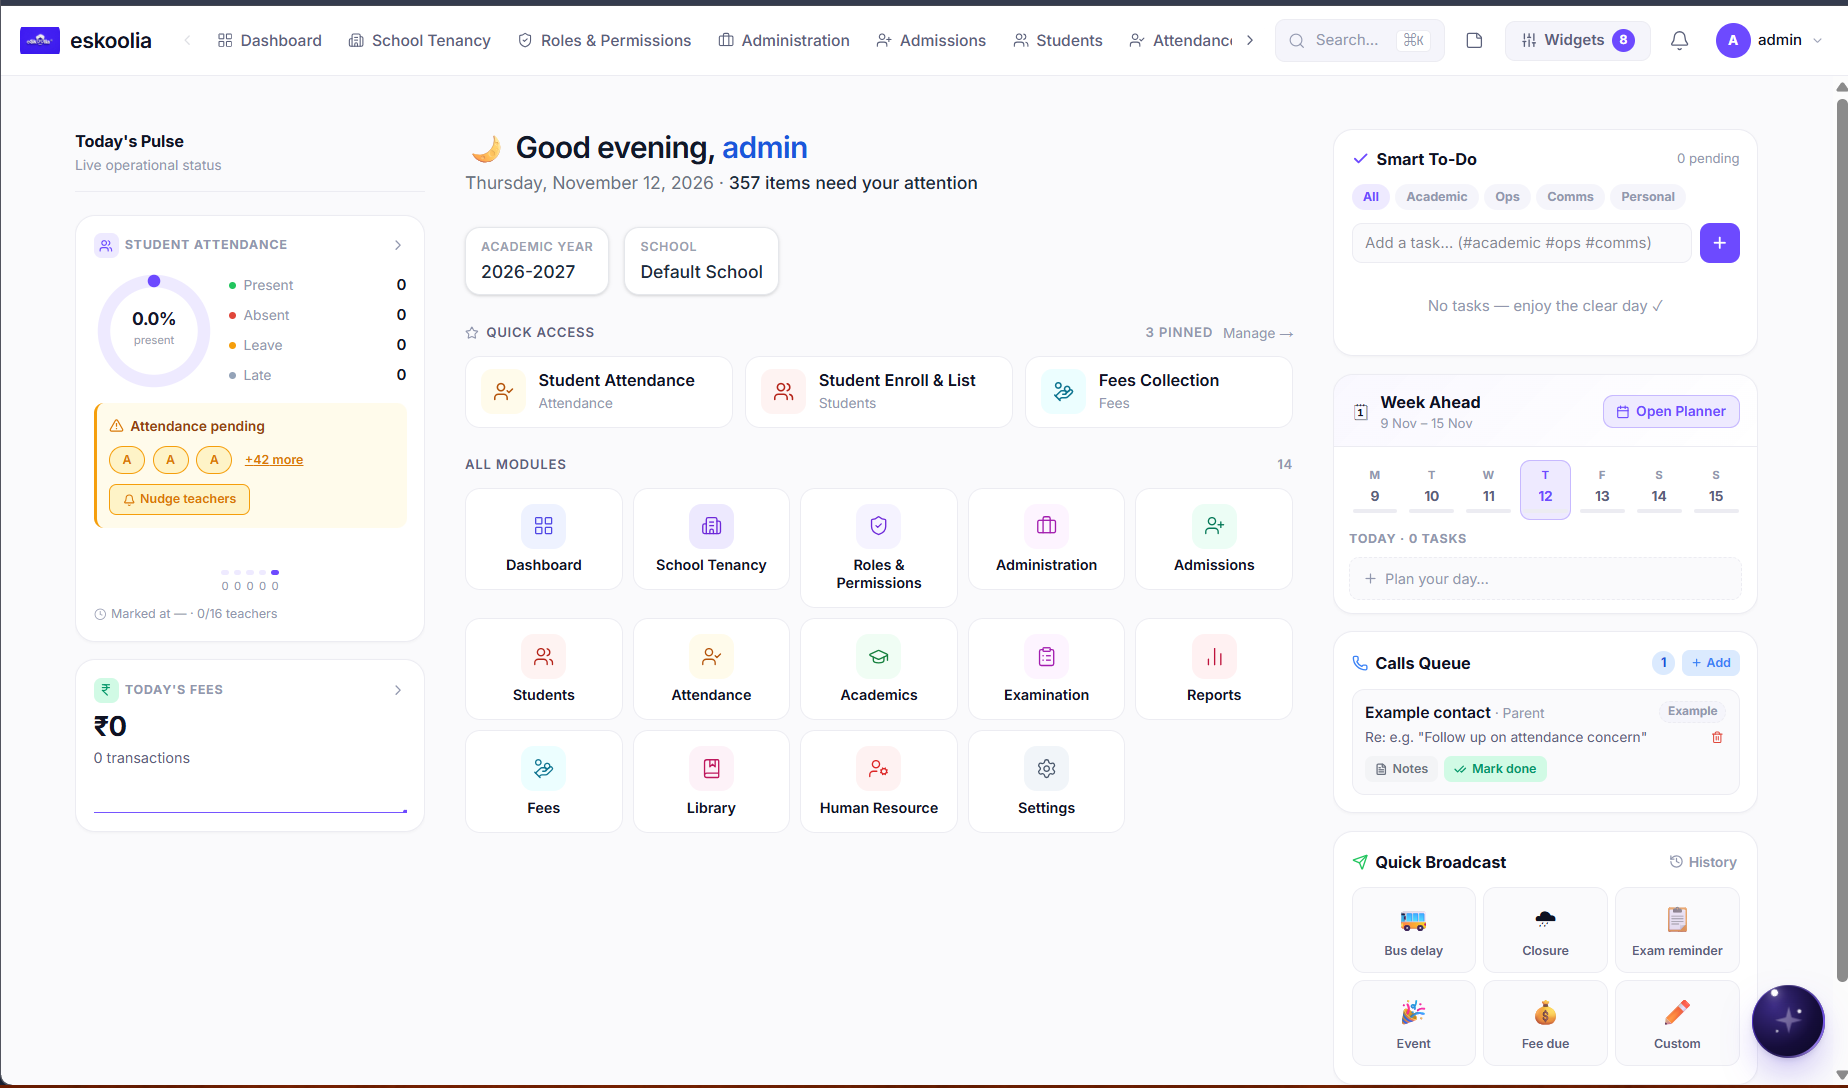 eskoolia
Dashboard
School Tenancy
Roles & Permissions
Administration
Admissions
Students
Attendanc
Search...
⌘K
Widgets
8
A
admin
Today's Pulse
Live operational status
STUDENT ATTENDANCE
0.0%
present
Present 0
Absent 0
Leave 0
Late 0
Attendance pending
A A A +42 more
Nudge teachers
0 0 0 0 0
Marked at — · 0/16 teachers
₹ TODAY'S FEES
₹0
0 transactions
Good evening, admin
Thursday, November 12, 2026 · 357 items need your attention
ACADEMIC YEAR
2026-2027
SCHOOL
Default School
QUICK ACCESS
3 PINNED Manage →
Student Attendance
Attendance
Student Enroll & List
Students
Fees Collection
Fees
ALL MODULES
14
Dashboard
School Tenancy
Roles &
Permissions
Administration
Admissions
Students
Attendance
Academics
Examination
Reports
Fees
Library
Human Resource
Settings
Smart To-Do
0 pending
All
Academic
Ops
Comms
Personal
Add a task... (#academic #ops #comms)
+
No tasks — enjoy the clear day ✓
1
Week Ahead
9 Nov – 15 Nov
Open Planner
M T W T F S S
9 10 11 12 13 14 15
TODAY · 0 TASKS
+ Plan your day...
Calls Queue
1
+ Add
Example contact · Parent
Example
Re: e.g. "Follow up on attendance concern"
Notes
Mark done
Quick Broadcast
History
Bus delay
Closure
Exam reminder
Event
Fee due
Custom